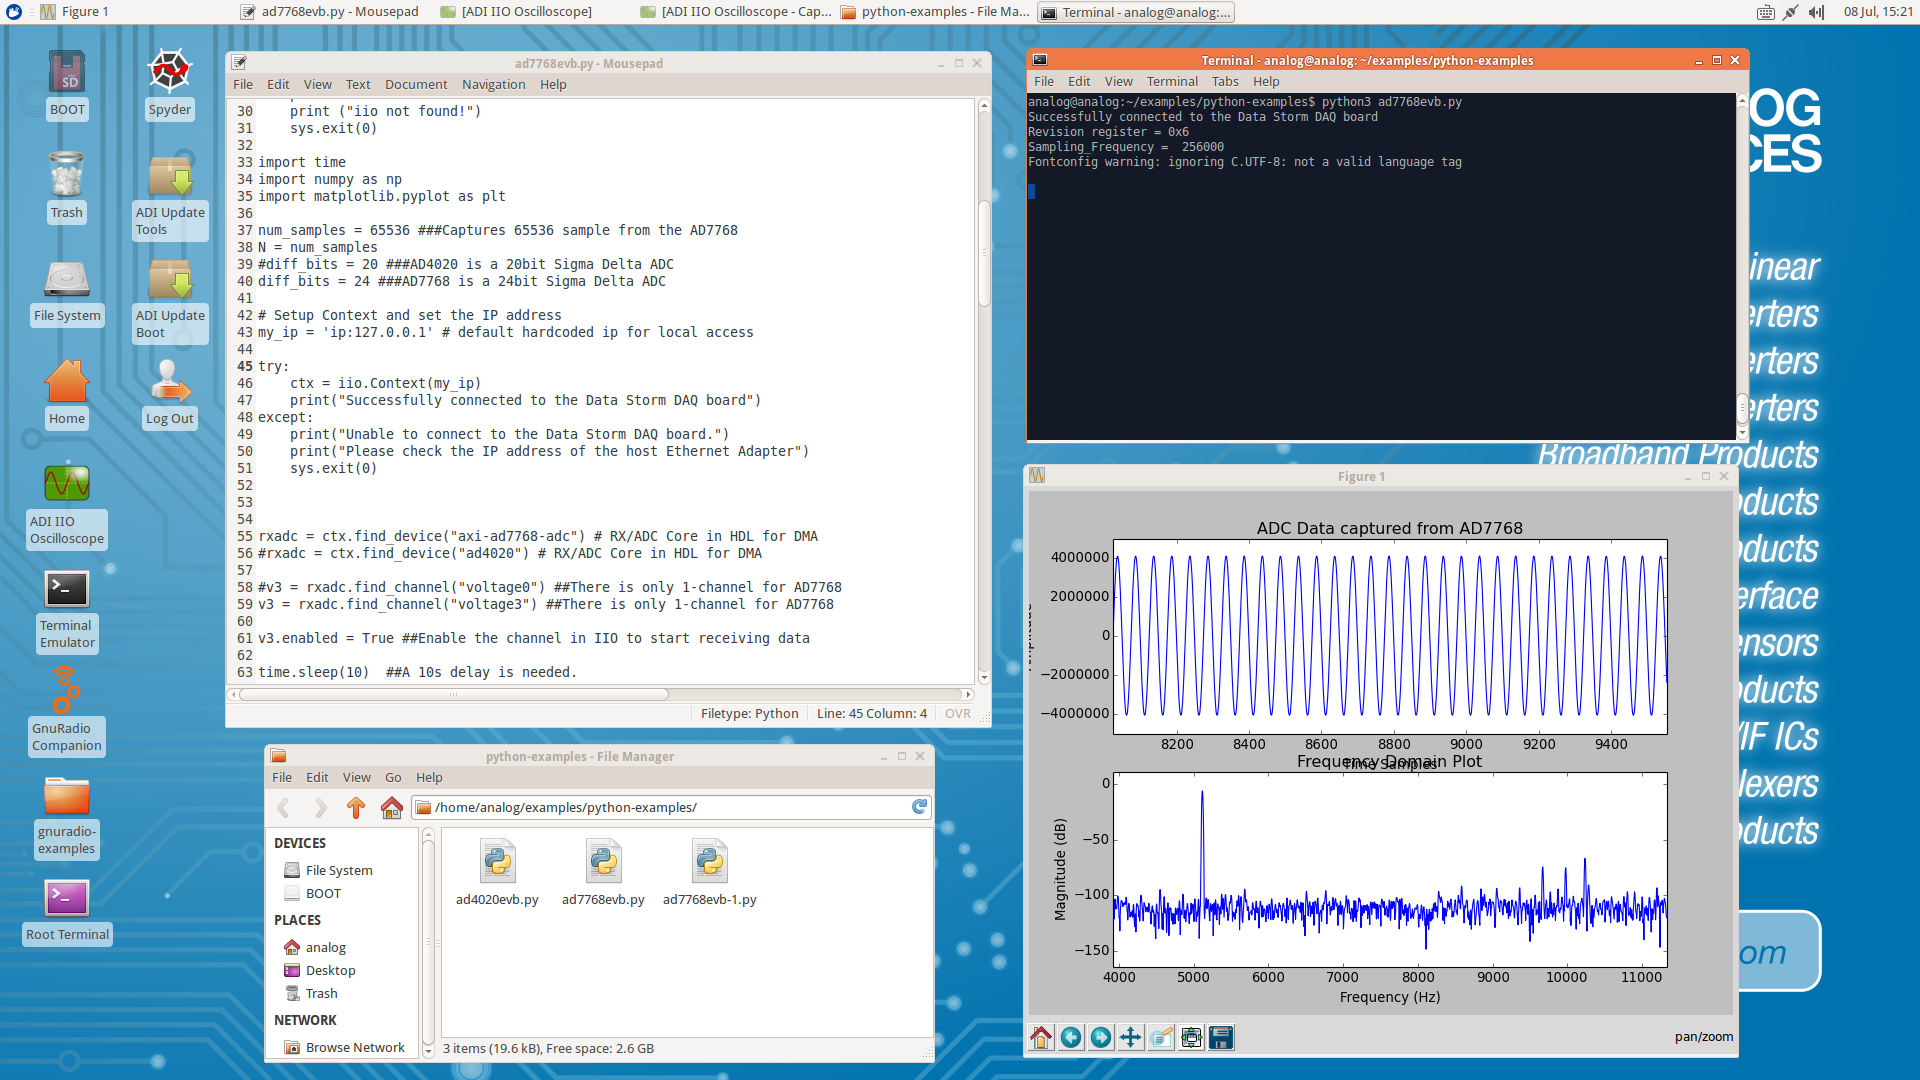 Figure 1
ad7768evb.py - Mousepad
[ADI IIO Oscilloscope]
[ADI IIO Oscilloscope - Cap...
python-examples - File Ma...
Terminal - analog@analog:...
08 Jul, 15:21
BOOT
Spyder
Trash
ADI Update
Tools
File System
ADI Update
Boot
Home
Log Out
ADI IIO
Oscilloscope
Terminal
Emulator
GnuRadio
Companion
gnuradio-
examples
Root Terminal
ad7768evb.py - Mousepad
File Edit View Text Document Navigation Help
30     print ("iio not found!")
31     sys.exit(0)
32
33 import time
34 import numpy as np
35 import matplotlib.pyplot as plt
36
37 num_samples = 65536 ###Captures 65536 sample from the AD7768
38 N = num_samples
39 #diff_bits = 20 ###AD4020 is a 20bit Sigma Delta ADC
40 diff_bits = 24 ###AD7768 is a 24bit Sigma Delta ADC
41
42 # Setup Context and set the IP address
43 my_ip = 'ip:127.0.0.1' # default hardcoded ip for local access
44
45 try:
46     ctx = iio.Context(my_ip)
47     print("Successfully connected to the Data Storm DAQ board")
48 except:
49     print("Unable to connect to the Data Storm DAQ board.")
50     print("Please check the IP address of the host Ethernet Adapter")
51     sys.exit(0)
52
53
54
55 rxadc = ctx.find_device("axi-ad7768-adc") # RX/ADC Core in HDL for DMA
56 #rxadc = ctx.find_device("ad4020") # RX/ADC Core in HDL for DMA
57
58 #v3 = rxadc.find_channel("voltage0") ##There is only 1-channel for AD7768
59 v3 = rxadc.find_channel("voltage3") ##There is only 1-channel for AD7768
60
61 v3.enabled = True ##Enable the channel in IIO to start receiving data
62
63 time.sleep(10)  ##A 10s delay is needed.
Filetype: Python Line: 45 Column: 4 OVR
python-examples - File Manager
File Edit View Go Help
/home/analog/examples/python-examples/
DEVICES
File System
BOOT
PLACES
analog
Desktop
Trash
NETWORK
Browse Network
ad4020evb.py
ad7768evb.py
ad7768evb-1.py
3 items (19.6 kB), Free space: 2.6 GB
Terminal - analog@analog: ~/examples/python-examples
File Edit View Terminal Tabs Help
analog@analog:~/examples/python-examples$ python3 ad7768evb.py
Successfully connected to the Data Storm DAQ board
Revision register = 0x6
Sampling_Frequency =  256000
Fontconfig warning: ignoring C.UTF-8: not a valid language tag
Figure 1
ADC Data captured from AD7768
4000000
2000000
0
−2000000
−4000000
8200 8400 8600 8800 9000 9200 9400
Time Samples
Frequency Domain Plot
Magnitude (dB)
0
−50
−100
−150
4000 5000 6000 7000 8000 9000 10000 11000
Frequency (Hz)
pan/zoom
OG
CES
inear
erters
erters
erters
Broadband Products
oducts
oducts
erface
ensors
oducts
/IF ICs
lexers
oducts
om